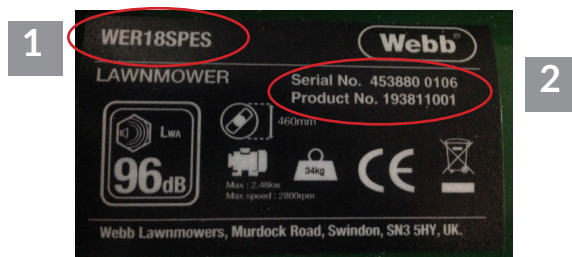 1
WER18SPES
Webb®
LAWNMOWER
Serial No. 453880 0106
Product No. 193811001
2
LWA
96dB
460mm
Max : 2.48kw
Max speed : 2800rpm
34kg
CE
Webb Lawnmowers, Murdock Road, Swindon, SN3 5HY, UK.